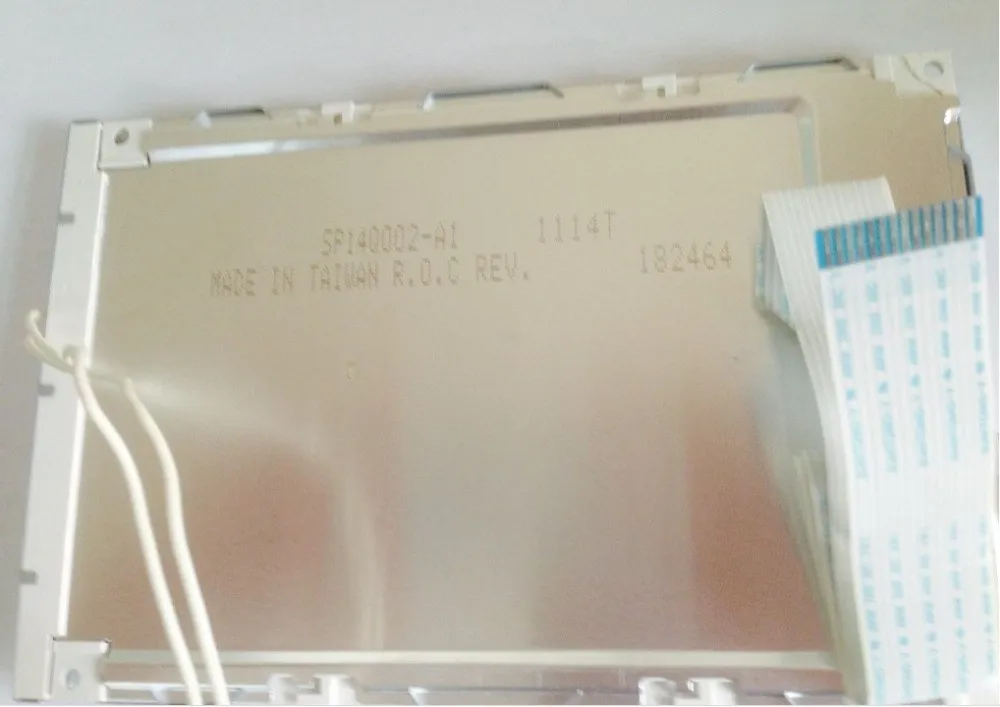 SP14Q002-A1 1114T
MADE IN TAIWAN R.O.C REV. 182464